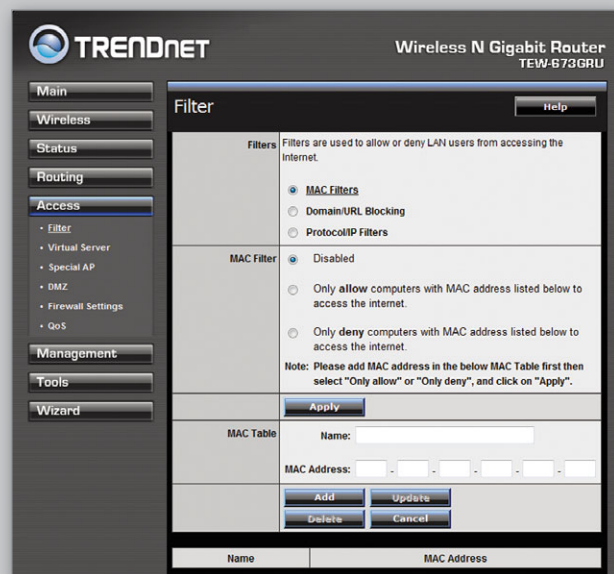 TRENDNET
Wireless N Gigabit Router
TEW-673GRU
Main
Wireless
Status
Routing
Access
• Filter
• Virtual Server
• Special AP
• DMZ
• Firewall Settings
• QoS
Management
Tools
Wizard
Filter
Help
Filters
Filters are used to allow or deny LAN users from accessing the
Internet.
MAC Filters
Domain/URL Blocking
Protocol/IP Filters
MAC Filter
Disabled
Only allow computers with MAC address listed below to
access the internet.
Only deny computers with MAC address listed below to
access the internet.
Note: Please add MAC address in the below MAC Table first then
select "Only allow" or "Only deny", and click on "Apply".
Apply
MAC Table
Name:
MAC Address: - - - - -
Add Update
Delete Cancel
Name MAC Address